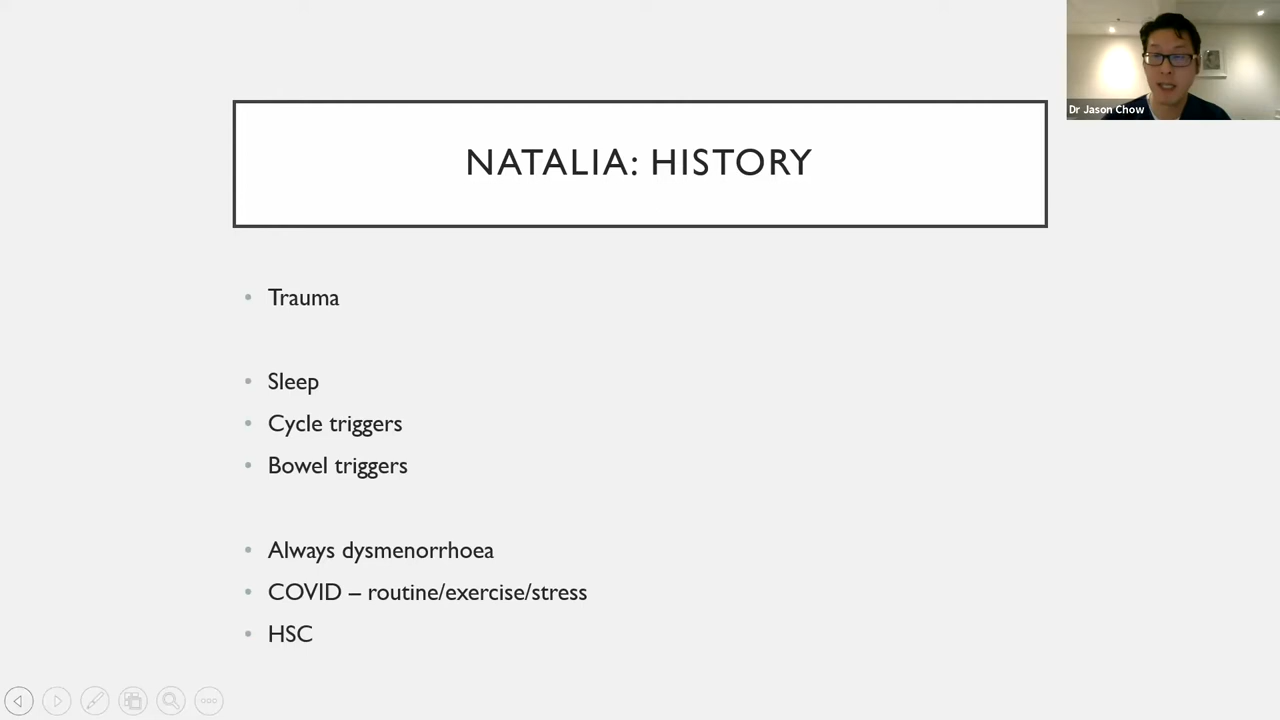 Dr Jason Chow
NATALIA: HISTORY
• Trauma
• Sleep
• Cycle triggers
• Bowel triggers
• Always dysmenorrhoea
• COVID – routine/exercise/stress
• HSC